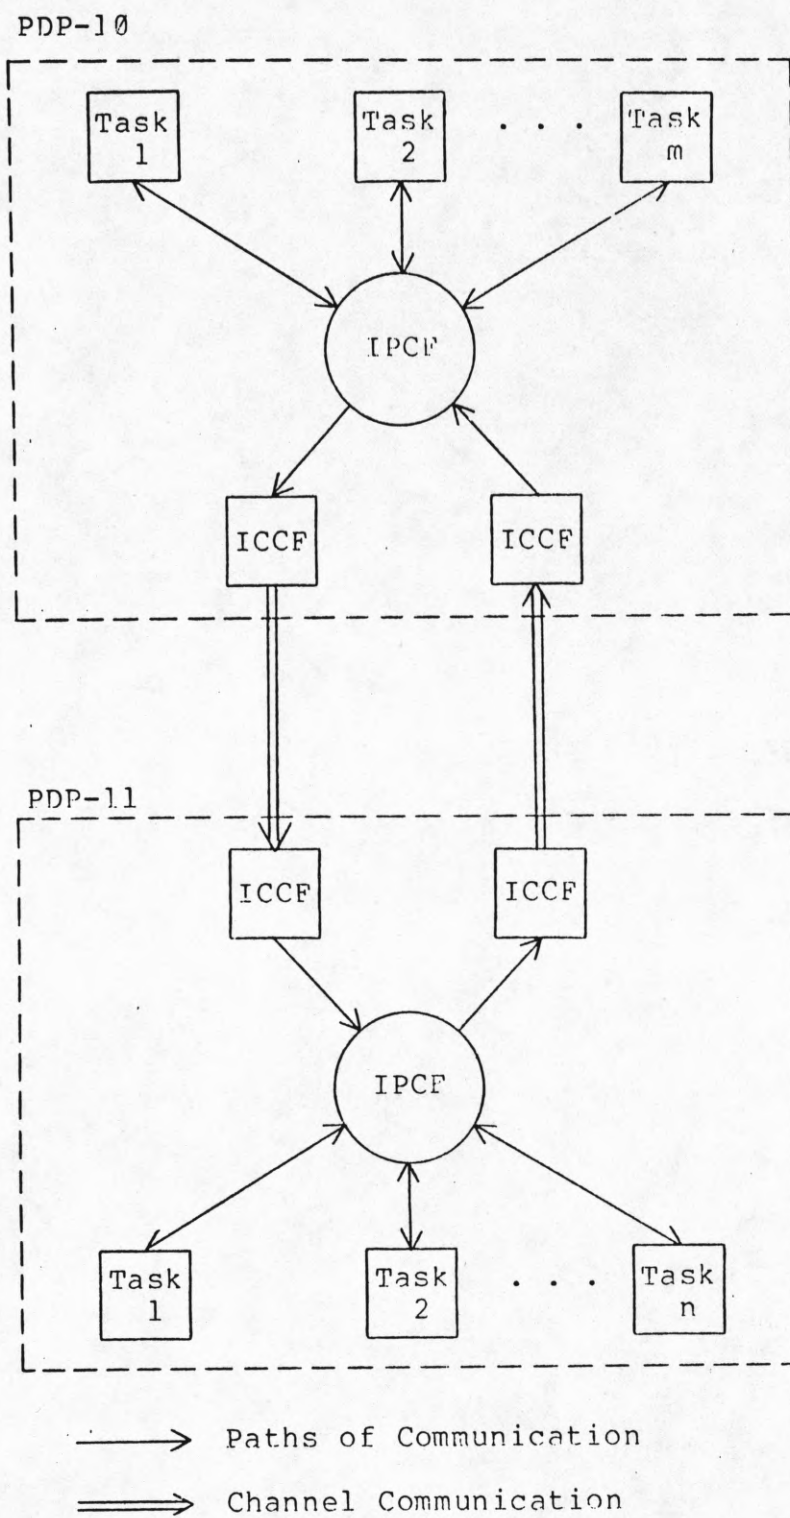 PDP-10
Task 1
Task 2
. . .
Task m
IPCF
ICCF
ICCF
PDP-11
ICCF
ICCF
IPCF
Task 1
Task 2
. . .
Task n
Paths of Communication
Channel Communication